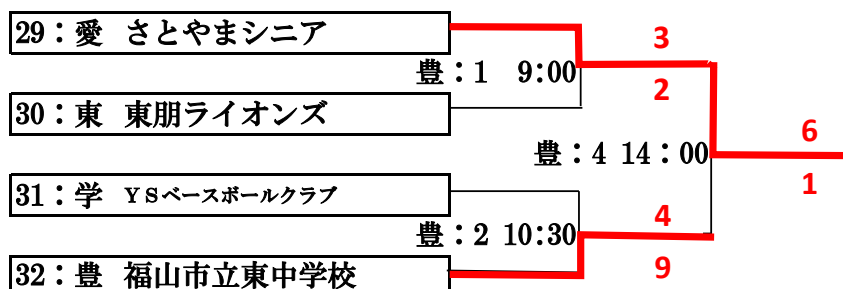 29：愛 さとやまシニア
3
豊：1 9:00
2
30：東 東朋ライオンズ
6
豊：4 14：00
1
31：学 YSベースボールクラブ
4
豊：2 10:30
9
32：豊 福山市立東中学校